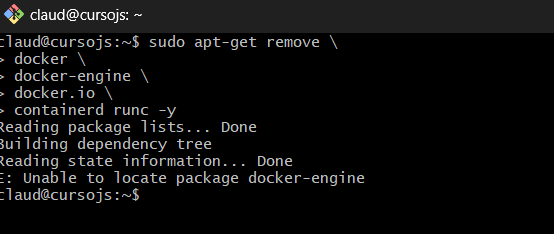 claud@cursojs: ~
claud@cursojs:~$ sudo apt-get remove \
> docker \
> docker-engine \
> docker.io \
> containerd runc -y
Reading package lists... Done
Building dependency tree
Reading state information... Done
E: Unable to locate package docker-engine
claud@cursojs:~$